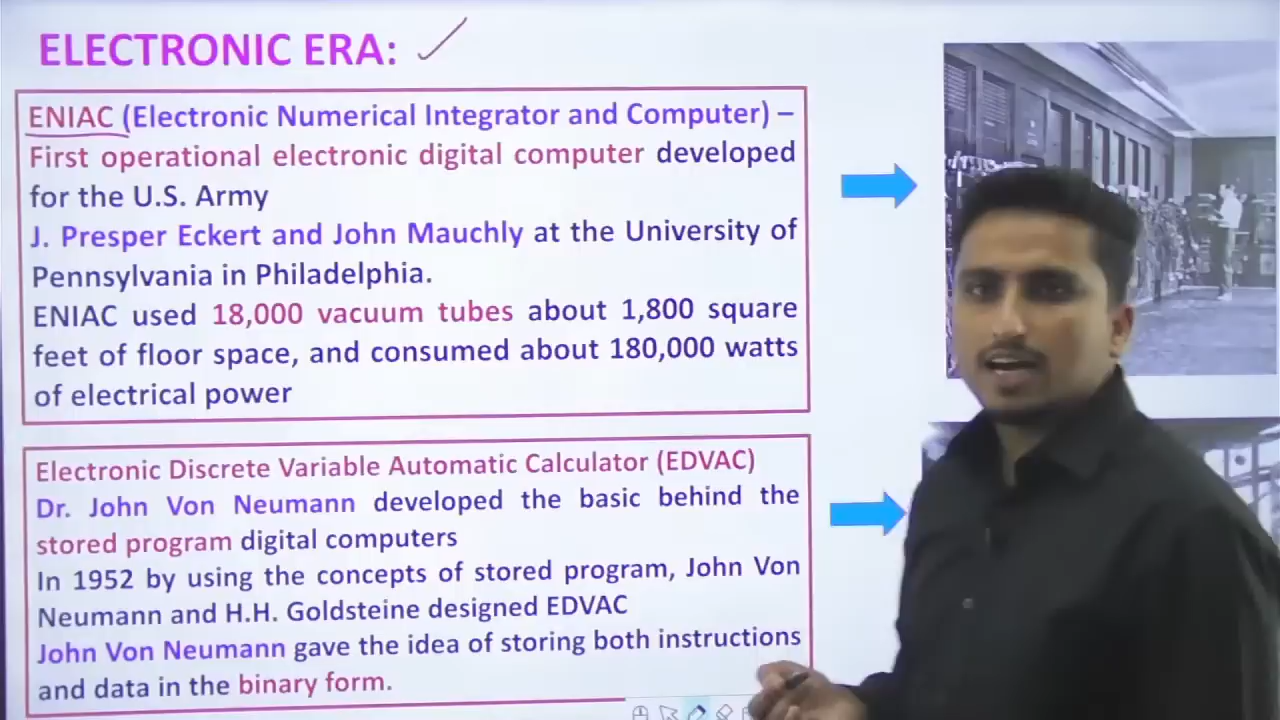 ELECTRONIC ERA:
ENIAC (Electronic Numerical Integrator and Computer) –
First operational electronic digital computer developed
for the U.S. Army
J. Presper Eckert and John Mauchly at the University of
Pennsylvania in Philadelphia.
ENIAC used 18,000 vacuum tubes about 1,800 square
feet of floor space, and consumed about 180,000 watts
of electrical power
Electronic Discrete Variable Automatic Calculator (EDVAC)
Dr. John Von Neumann developed the basic behind the
stored program digital computers
In 1952 by using the concepts of stored program, John Von
Neumann and H.H. Goldsteine designed EDVAC
John Von Neumann gave the idea of storing both instructions
and data in the binary form.